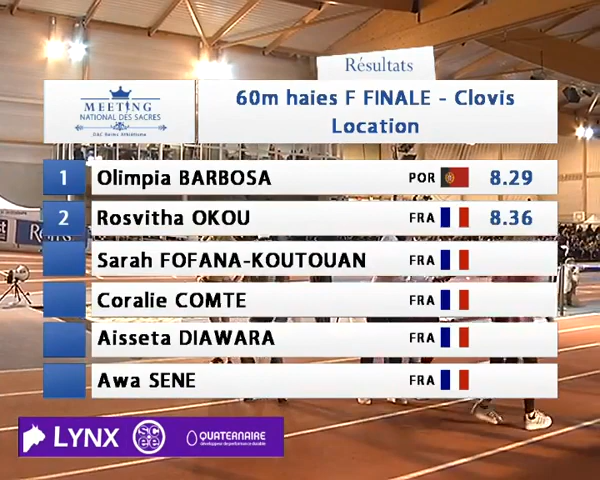 Résultats
MEETING
NATIONAL DES SACRES
60m haies F FINALE - Clovis
Location
1 Olimpia BARBOSA POR 8.29
2 Rosvitha OKOU FRA 8.36
Sarah FOFANA-KOUTOUAN FRA
Coralie COMTE FRA
Aisseta DIAWARA FRA
Awa SENE FRA
LYNX
QUATERNAIRE